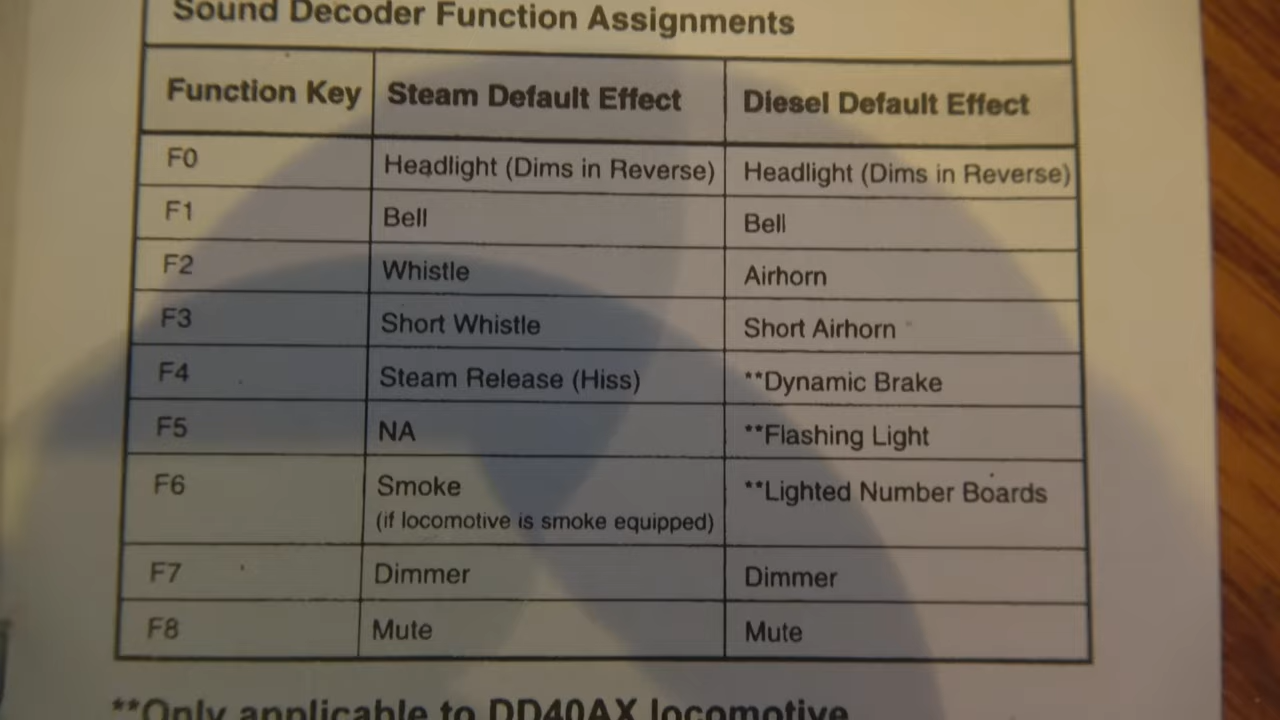 Sound Decoder Function Assignments
Function Key Steam Default Effect Diesel Default Effect
F0 Headlight (Dims in Reverse) Headlight (Dims in Reverse)
F1 Bell Bell
F2 Whistle Airhorn
F3 Short Whistle Short Airhorn
F4 Steam Release (Hiss) **Dynamic Brake
F5 NA **Flashing Light
F6 Smoke **Lighted Number Boards
(if locomotive is smoke equipped)
F7 Dimmer Dimmer
F8 Mute Mute
**Only applicable to DD40AX locomotive